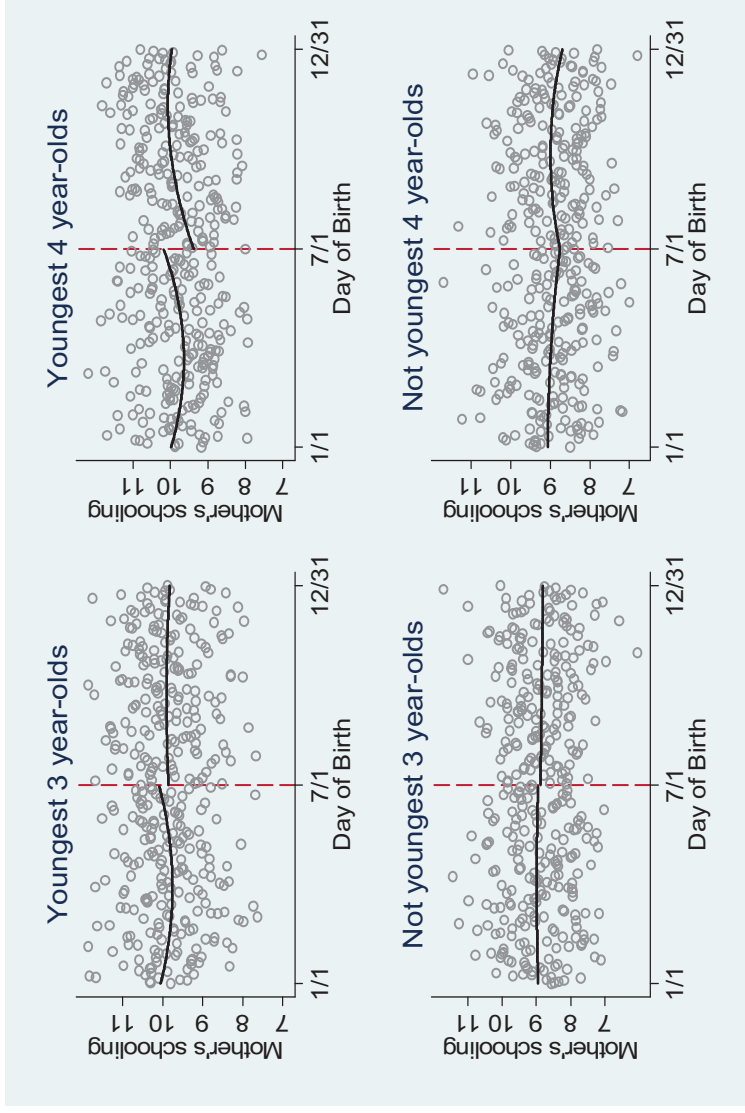 Youngest 3 year-olds
Mother's schooling
11
10
9
8
7
1/1
7/1
12/31
Day of Birth
Youngest 4 year-olds
Mother's schooling
11
10
9
8
7
1/1
7/1
12/31
Day of Birth
Not youngest 3 year-olds
Mother's schooling
11
10
9
8
7
1/1
7/1
12/31
Day of Birth
Not youngest 4 year-olds
Mother's schooling
11
10
9
8
7
1/1
7/1
12/31
Day of Birth